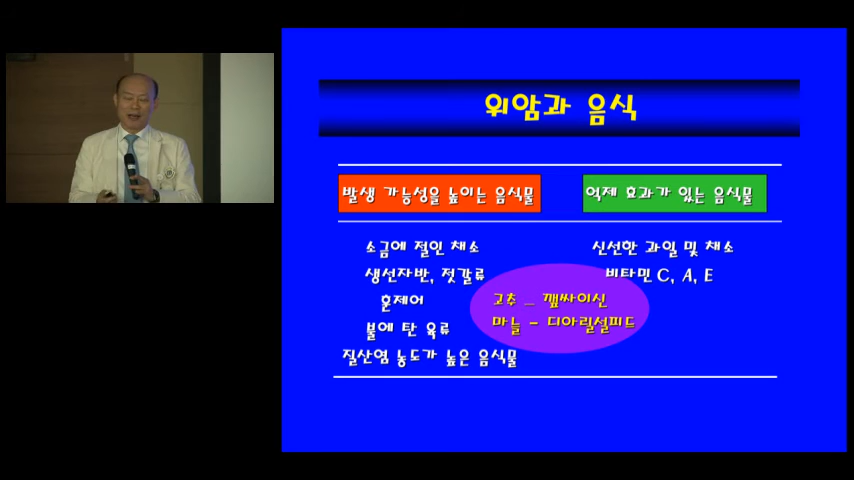 위암과 음식
발생 가능성을 높이는 음식물
억제 효과가 있는 음식물
소금에 절인 채소
생선자반, 젓갈류
훈제어
불에 탄 육류
질산염 농도가 높은 음식물
신선한 과일 및 채소
비타민 C, A, E
고추 _ 깹싸이신
마늘 - 디아릴설피드